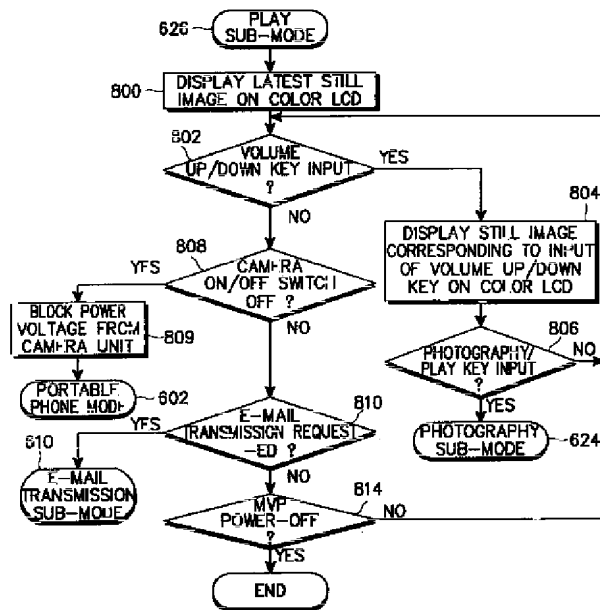 626
PLAY
SUB-MODE
800
DISPLAY LATEST STILL
IMAGE ON COLOR LCD
802
VOLUME
UP/DOWN KEY INPUT
?
YES
NO
804
DISPLAY STILL IMAGE
CORRESPONDING TO INPUT
OF VOLUME UP/DOWN
KEY ON COLOR LCD
808
CAMERA
ON/OFF SWITCH
OFF ?
YES
NO
BLOCK POWER
VOLTAGE FROM
CAMERA UNIT
809
806
PHOTOGRAPHY/
PLAY KEY INPUT
?
NO
YES
PORTABLE
PHONE MODE
602
PHOTOGRAPHY
SUB-MODE
624
810
E-MAIL
TRANSMISSION REQUEST
-ED ?
YES
NO
610
E-MAIL
TRANSMISSION
SUB-MODE
814
MVP
POWER-OFF
?
NO
YES
END